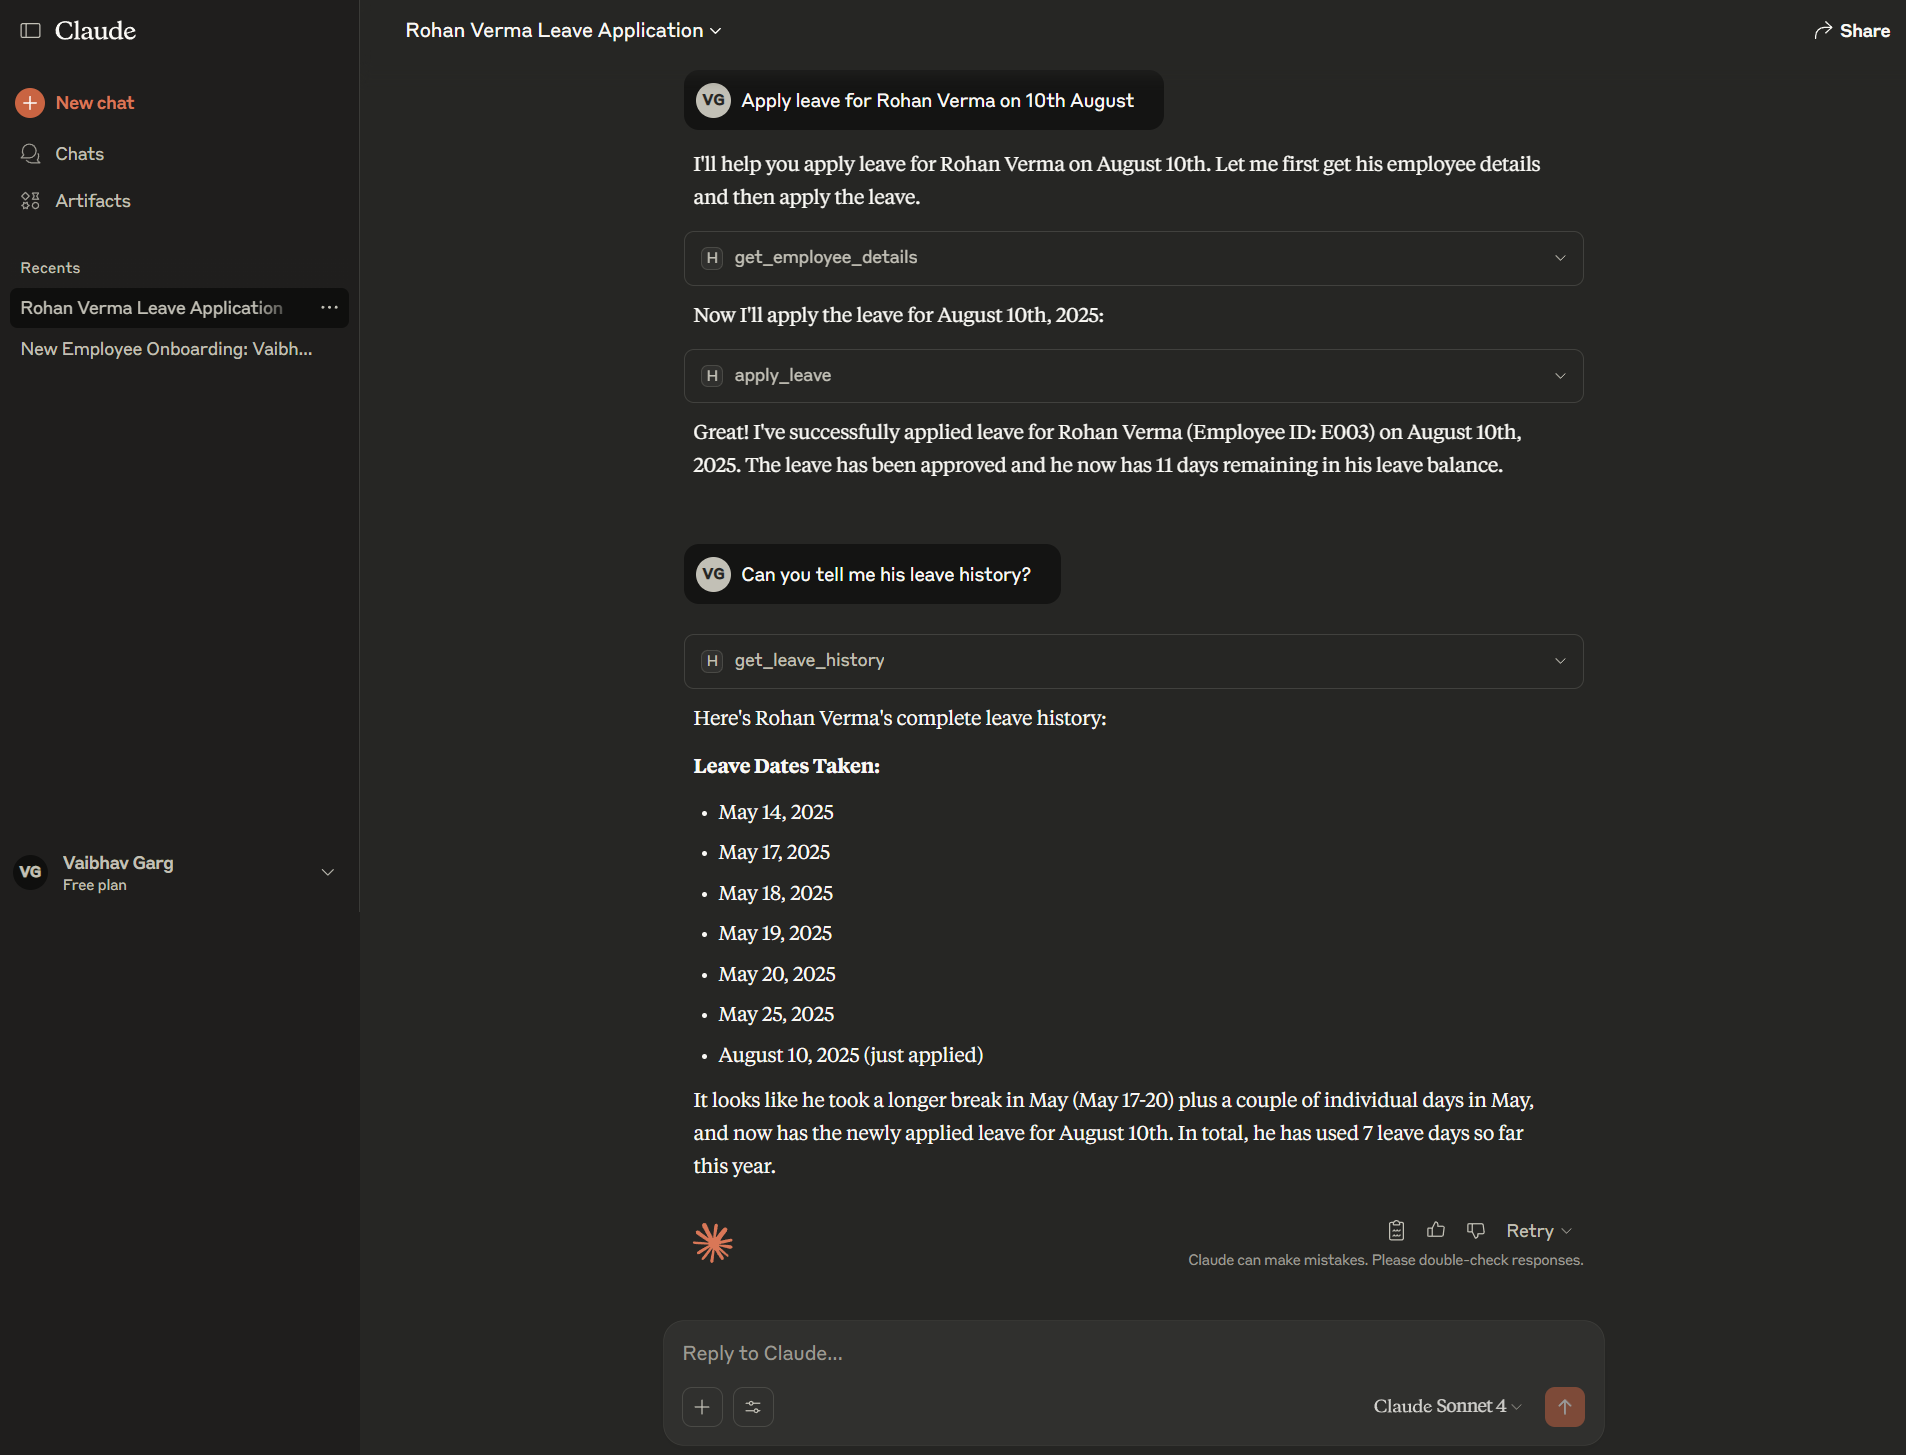 Claude
New chat
Chats
Artifacts
Recents
Rohan Verma Leave Application
New Employee Onboarding: Vaibh...
VG
Vaibhav Garg
Free plan
Rohan Verma Leave Application
Share
VG Apply leave for Rohan Verma on 10th August
I'll help you apply leave for Rohan Verma on August 10th. Let me first get his employee details
and then apply the leave.
H get_employee_details
Now I'll apply the leave for August 10th, 2025:
H apply_leave
Great! I've successfully applied leave for Rohan Verma (Employee ID: E003) on August 10th,
2025. The leave has been approved and he now has 11 days remaining in his leave balance.
VG Can you tell me his leave history?
H get_leave_history
Here's Rohan Verma's complete leave history:
Leave Dates Taken:
• May 14, 2025
• May 17, 2025
• May 18, 2025
• May 19, 2025
• May 20, 2025
• May 25, 2025
• August 10, 2025 (just applied)
It looks like he took a longer break in May (May 17-20) plus a couple of individual days in May,
and now has the newly applied leave for August 10th. In total, he has used 7 leave days so far
this year.
Retry
Claude can make mistakes. Please double-check responses.
Reply to Claude...
Claude Sonnet 4